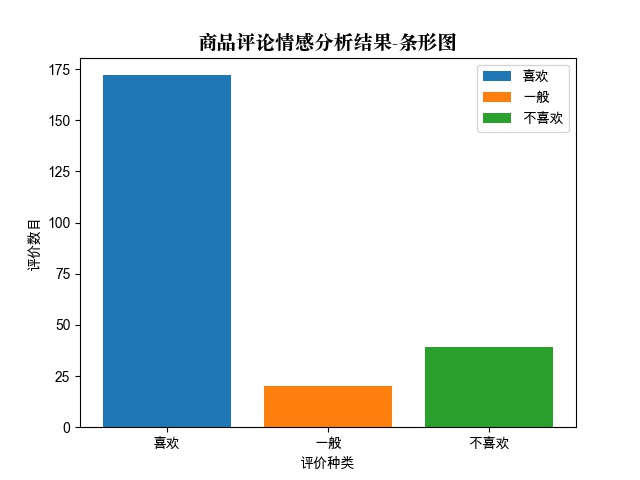 商品评论情感分析结果-条形图
175
150
125
100
75
50
25
0
评价数目
喜欢
一般
不喜欢
喜欢
一般
不喜欢
评价种类